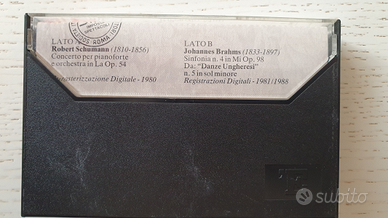 LATO
Robert Schumann (1810-1856)
Concerto per pianoforte
e orchestra in La Op. 54
Digitale - 1980
LATO B
Johannes Brahms (1833-1897)
Sinfonia n. 4 in Mi Op. 98
Da: "Danze Ungheresi"
n. 5 in sol minore
Registrazioni Digitali - 1981/1988
subito